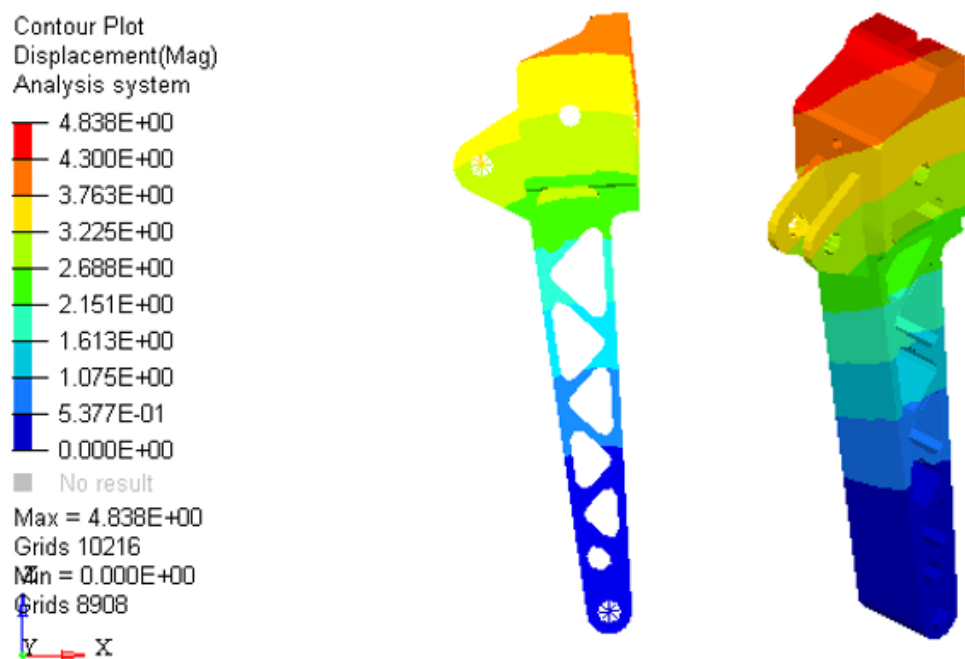 Contour Plot
Displacement(Mag)
Analysis system
4.838E+00
4.300E+00
3.763E+00
3.225E+00
2.688E+00
2.151E+00
1.613E+00
1.075E+00
5.377E-01
0.000E+00
No result
Max = 4.838E+00
Grids 10216
Min = 0.000E+00
Grids 8908
Z
Y X